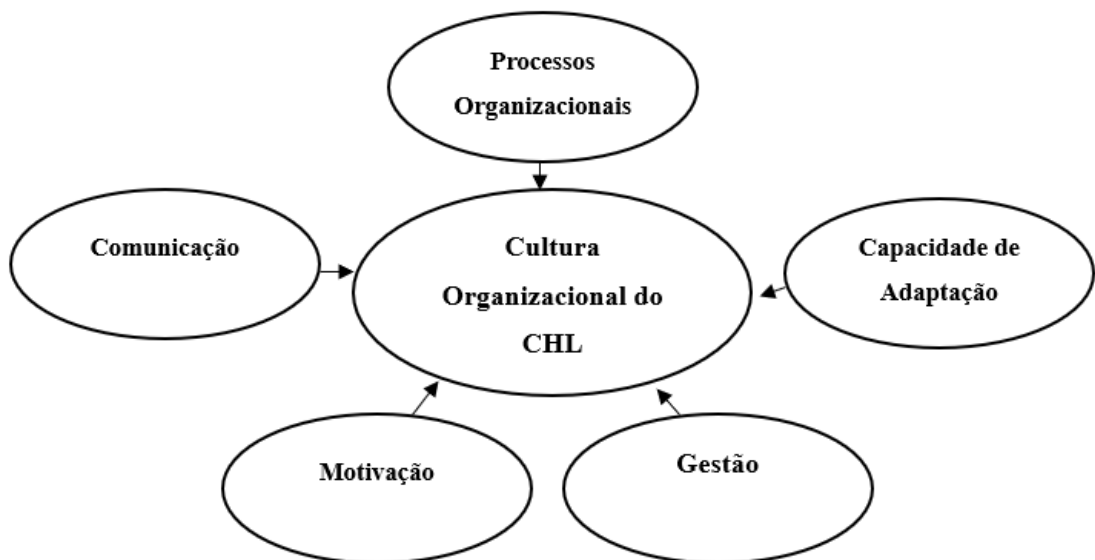 Processos
Organizacionais
Comunicação
Cultura
Organizacional do
CHL
Capacidade de
Adaptação
Motivação
Gestão